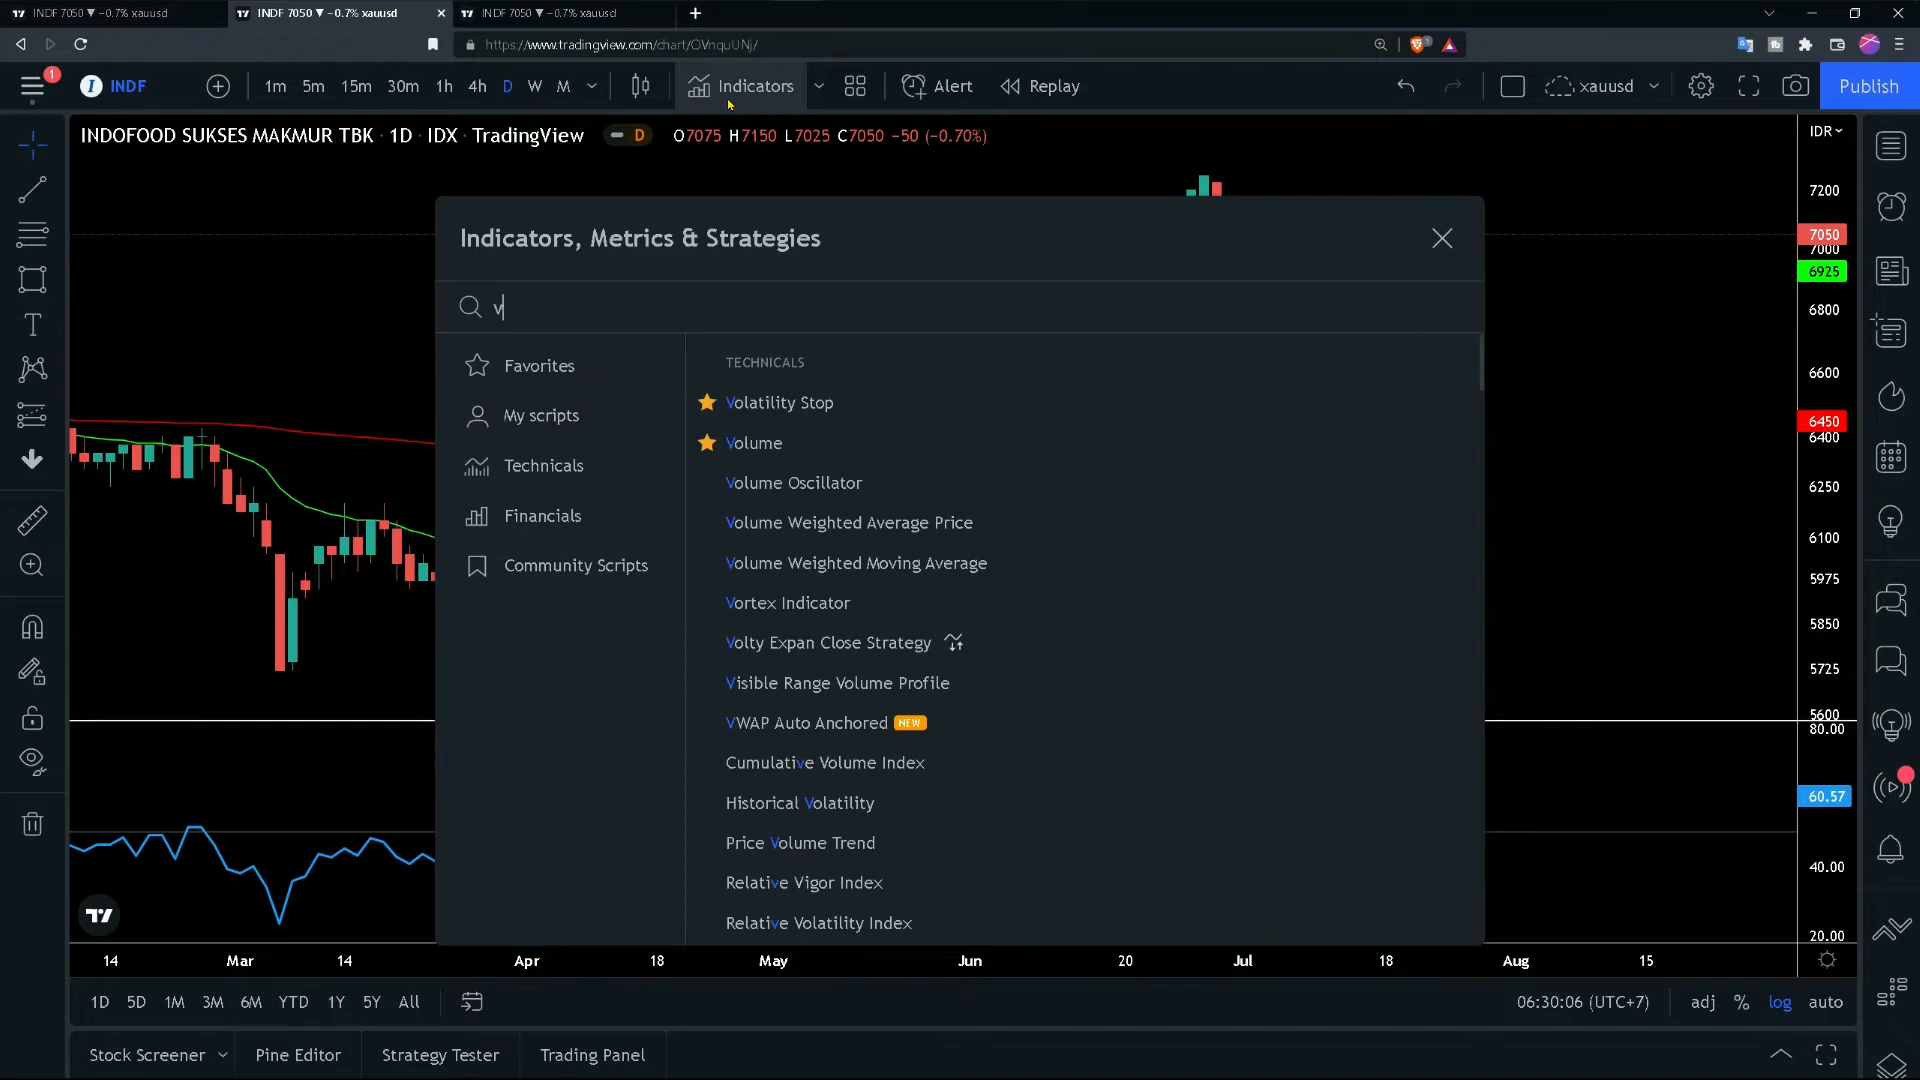 INDF 7050 ▼ −0.7% xauusd
INDF 7050 ▼ −0.7% xauusd
INDF 7050 ▼ −0.7% xauusd
https://www.tradingview.com/chart/OVnquUNj/
1
INDF
1m 5m 15m 30m 1h 4h D W M
Indicators
Alert
Replay
xauusd
Publish
INDOFOOD SUKSES MAKMUR TBK · 1D · IDX · TradingView
D
O7075 H7150 L7025 C7050 −50 (−0.70%)
IDR
7200
7050
7000
6925
6800
6600
6450
6400
6250
6100
5975
5850
5725
5600
80.00
60.57
40.00
20.00
Indicators, Metrics & Strategies
v
Favorites
My scripts
Technicals
Financials
Community Scripts
TECHNICALS
Volatility Stop
Volume
Volume Oscillator
Volume Weighted Average Price
Volume Weighted Moving Average
Vortex Indicator
Volty Expan Close Strategy
Visible Range Volume Profile
VWAP Auto Anchored NEW
Cumulative Volume Index
Historical Volatility
Price Volume Trend
Relative Vigor Index
Relative Volatility Index
14 Mar 14 Apr 18 May Jun 20 Jul 18 Aug 15
1D 5D 1M 3M 6M YTD 1Y 5Y All
06:30:06 (UTC+7)
adj % log auto
Stock Screener
Pine Editor
Strategy Tester
Trading Panel